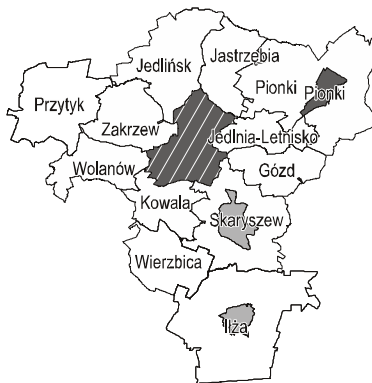 Jastrzębia
Jedlińsk
Pionki
Pionki
Przytyk
Zakrzew
Jedlnia-Letnisko
Wolanów
Gózd
Kowala
Skaryszew
Wierzbica
Iłża